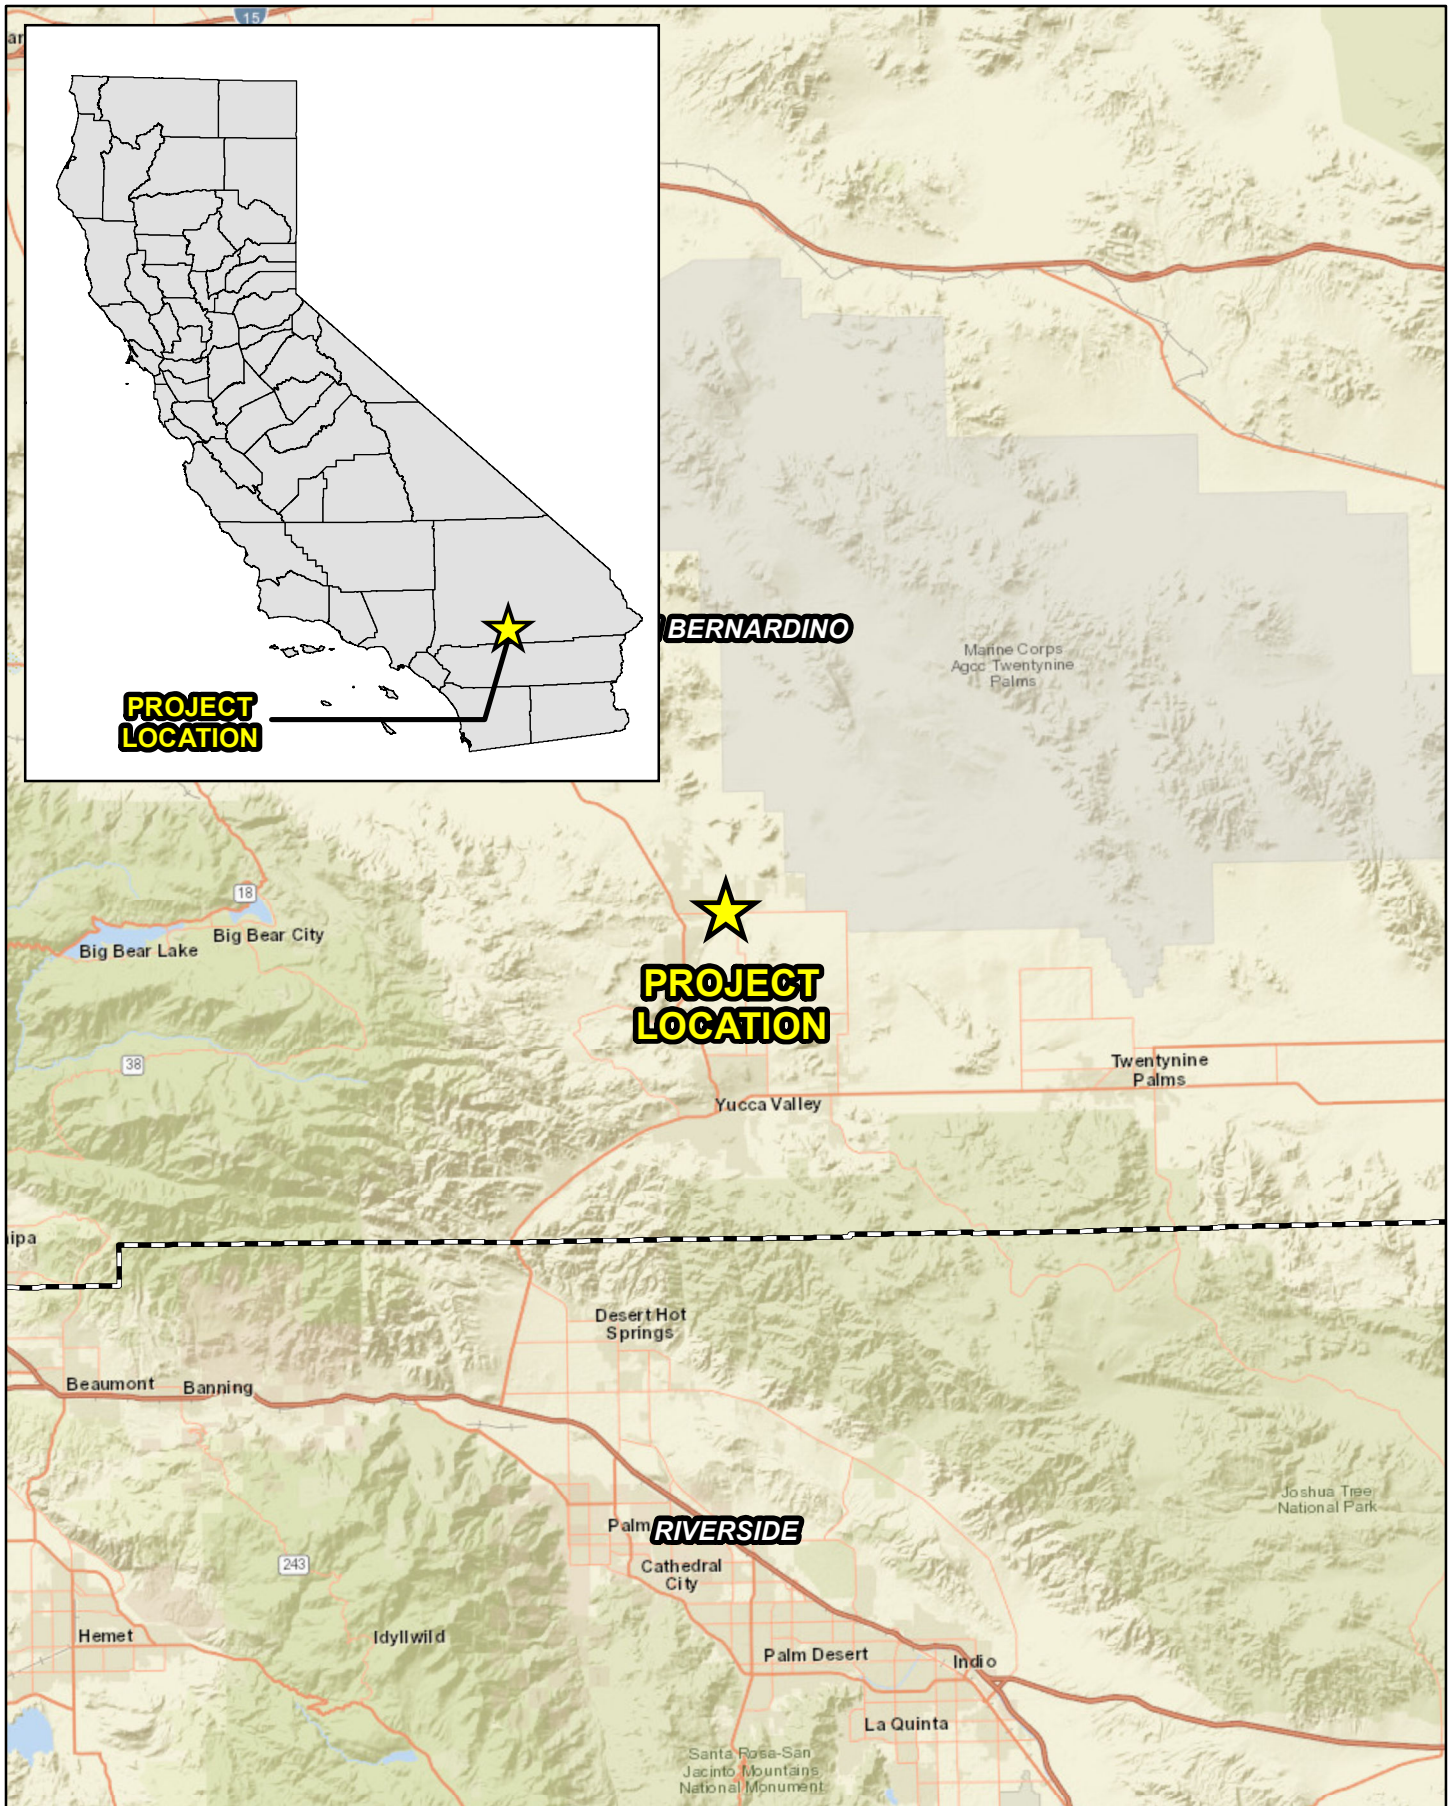 15
PROJECT
LOCATION
BERNARDINO
Marine Corps
Agcc Twentynine
Palms
18
Big Bear City
Big Bear Lake
PROJECT
LOCATION
38
Twentynine
Palms
Yucca Valley
ipa
Desert Hot
Springs
Beaumont
Banning
Joshua Tree
National Park
Palm
RIVERSIDE
243
Cathedral
City
Hemet
Idyllwild
Palm Desert
Indio
La Quinta
Santa Rosa-San
Jacinto Mountains
National Monument